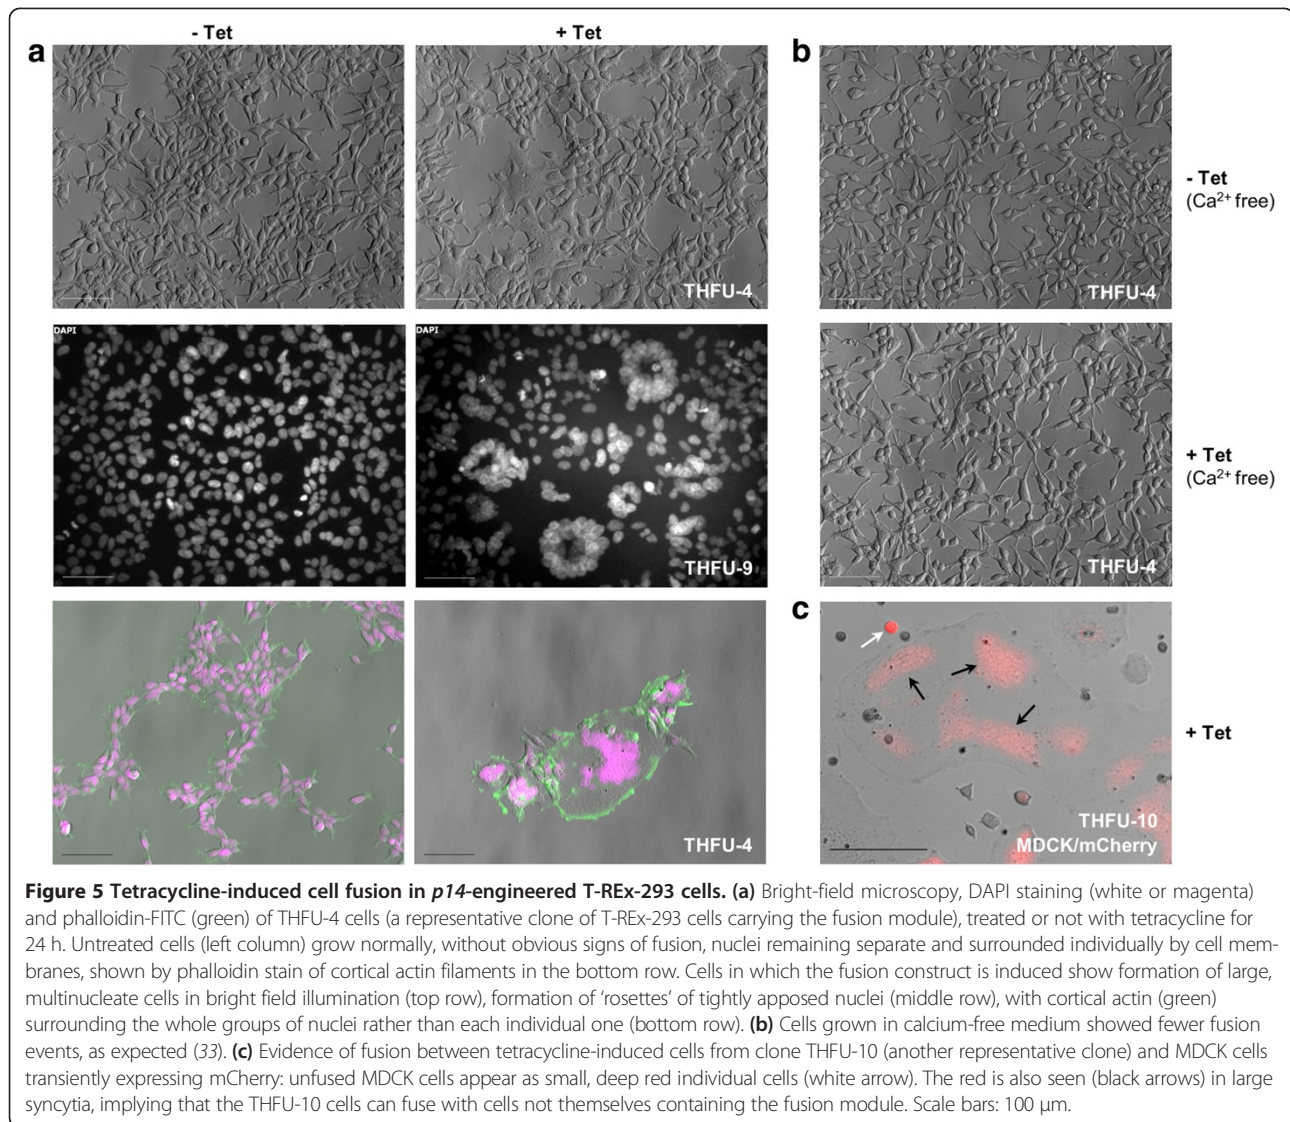 - Tet
+ Tet
a
b
THFU-4
THFU-4
- Tet
(Ca2+ free)
DAPI
DAPI
THFU-9
THFU-4
+ Tet
(Ca2+ free)
THFU-4
c
THFU-10
MDCK/mCherry
+ Tet
Figure 5 Tetracycline-induced cell fusion in p14-engineered T-REx-293 cells. (a) Bright-field microscopy, DAPI staining (white or magenta)
and phalloidin-FITC (green) of THFU-4 cells (a representative clone of T-REx-293 cells carrying the fusion module), treated or not with tetracycline for
24 h. Untreated cells (left column) grow normally, without obvious signs of fusion, nuclei remaining separate and surrounded individually by cell mem-
branes, shown by phalloidin stain of cortical actin filaments in the bottom row. Cells in which the fusion construct is induced show formation of large,
multinucleate cells in bright field illumination (top row), formation of ‘rosettes’ of tightly apposed nuclei (middle row), with cortical actin (green)
surrounding the whole groups of nuclei rather than each individual one (bottom row). (b) Cells grown in calcium-free medium showed fewer fusion
events, as expected (33). (c) Evidence of fusion between tetracycline-induced cells from clone THFU-10 (another representative clone) and MDCK cells
transiently expressing mCherry: unfused MDCK cells appear as small, deep red individual cells (white arrow). The red is also seen (black arrows) in large
syncytia, implying that the THFU-10 cells can fuse with cells not themselves containing the fusion module. Scale bars: 100 μm.